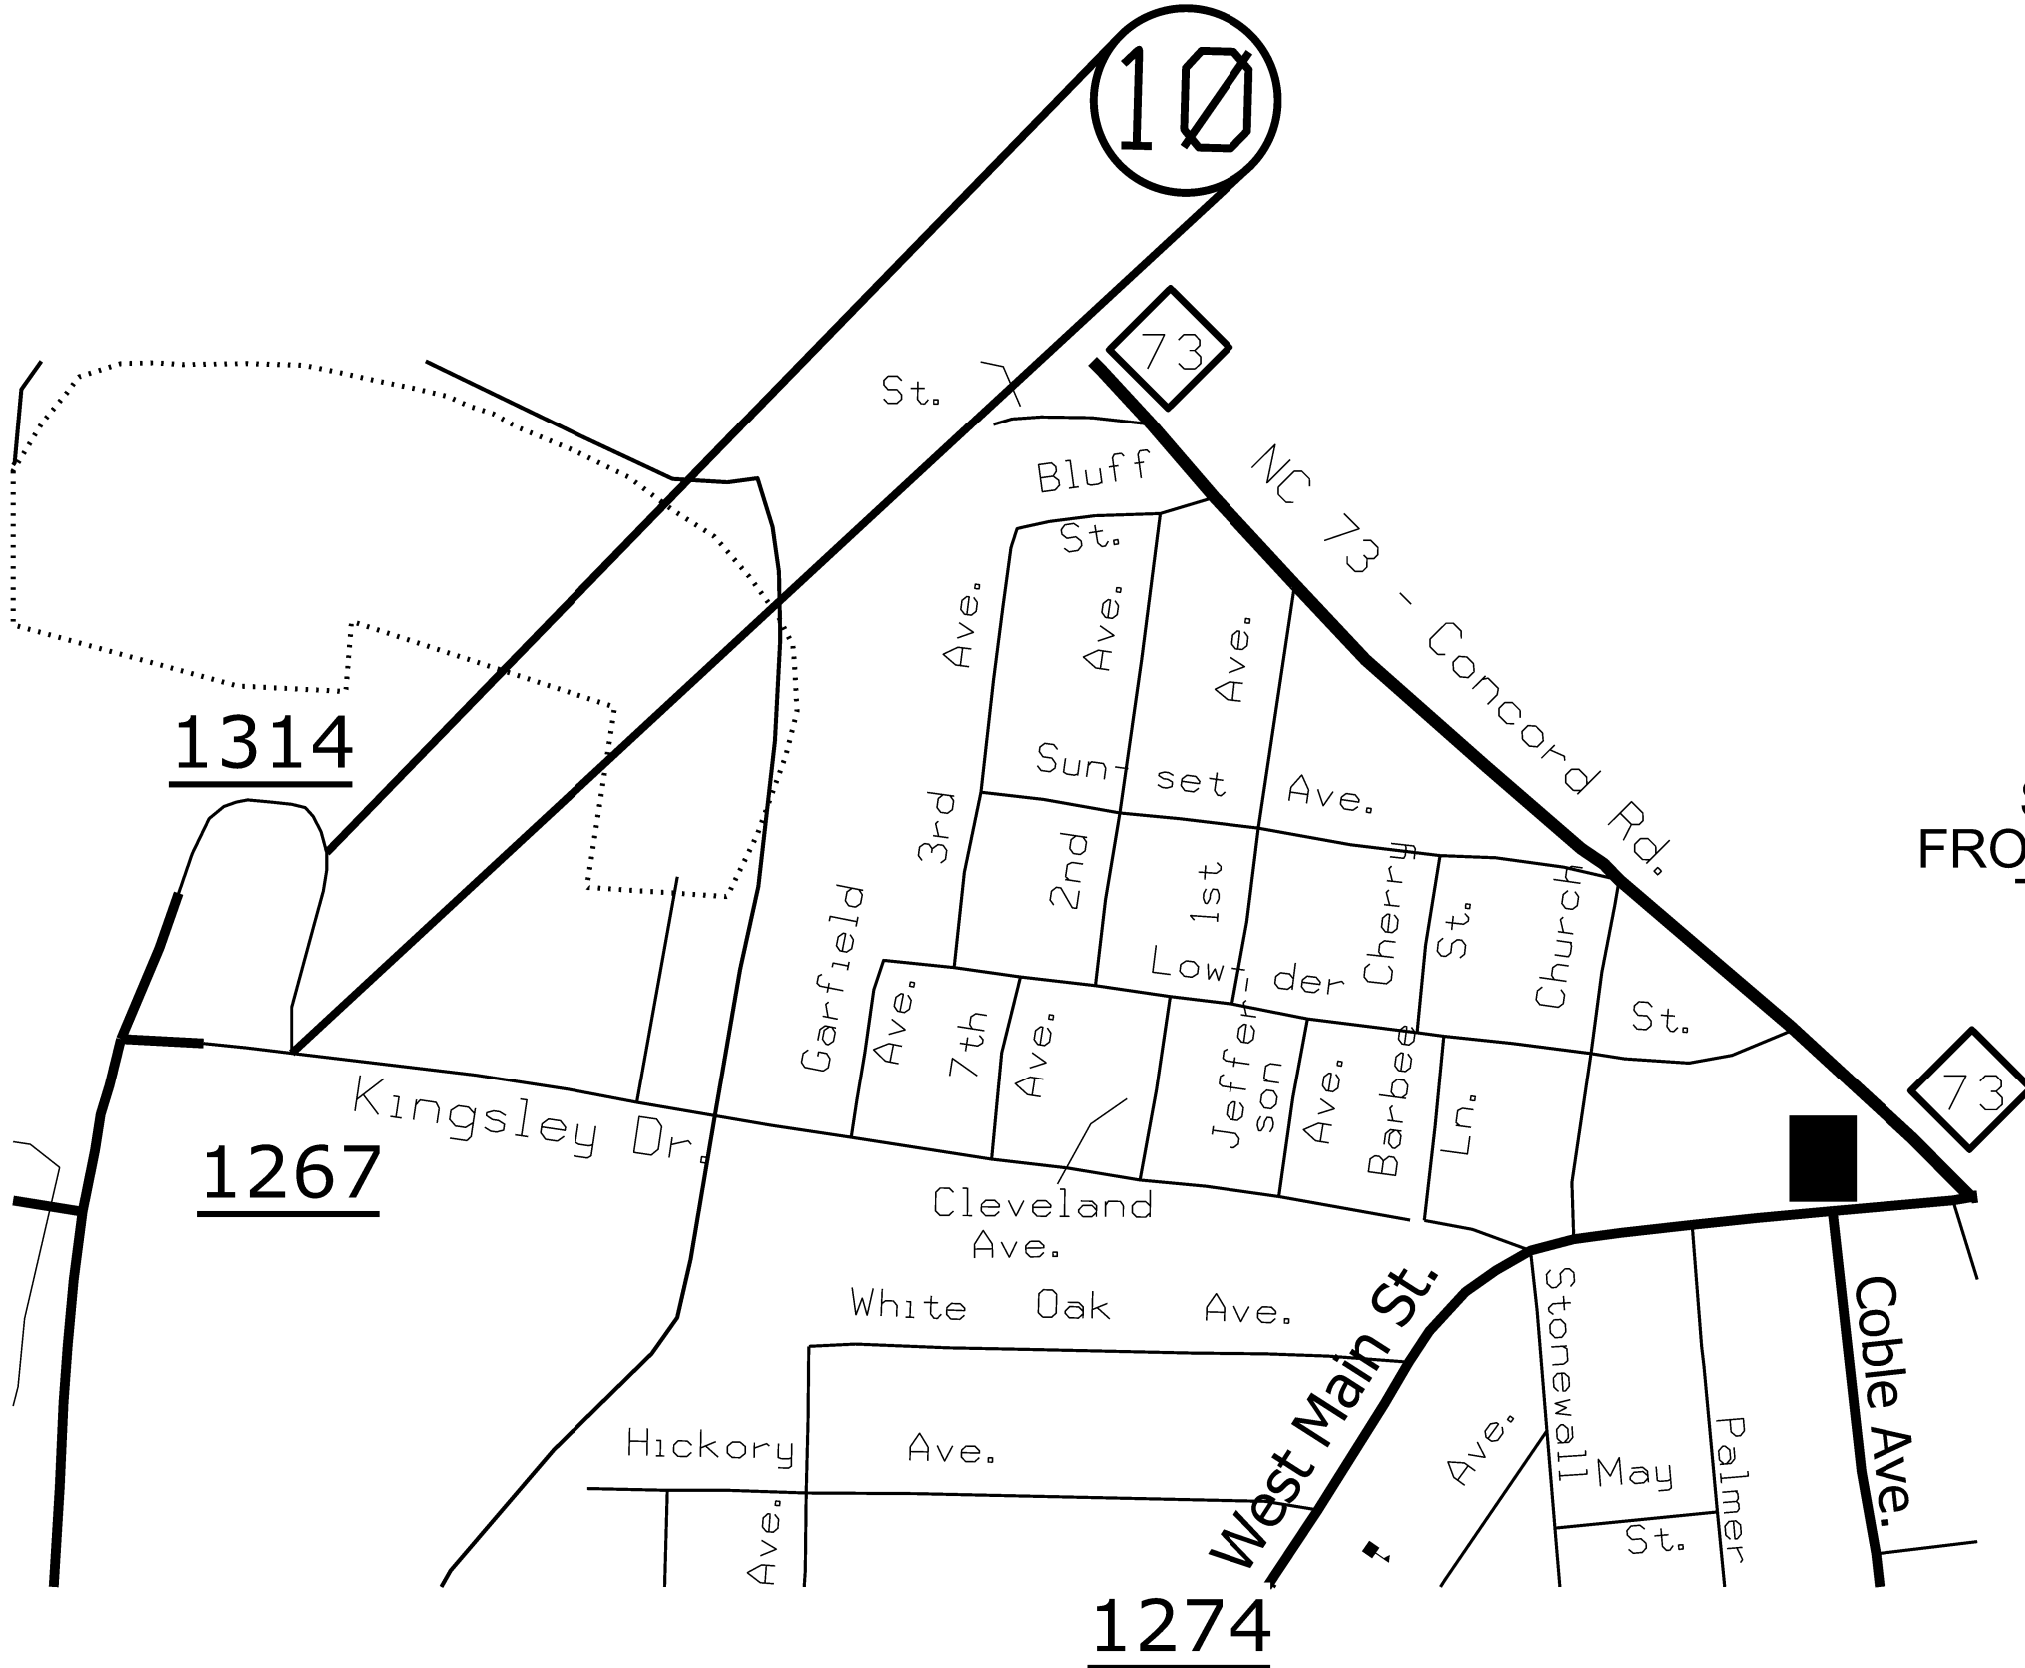 10
73
St.
NC 73 - Concord Rd.
Bluff
St.
Ave.
Ave.
Ave.
1314
Sun- set Ave.
3rd
2nd
1st
Cherry
St.
Church
FRO
Garfield
Ave.
Low- der
St.
7th
Ave.
Jeffer-
son
Ave.
Barbee
Ln.
73
Kingsley Dr.
1267
Cleveland
Ave.
White Oak Ave.
West Main St.
Stonewall
Coble Ave.
Hickory Ave.
Ave.
Ave.
May
St.
Palmer
1274